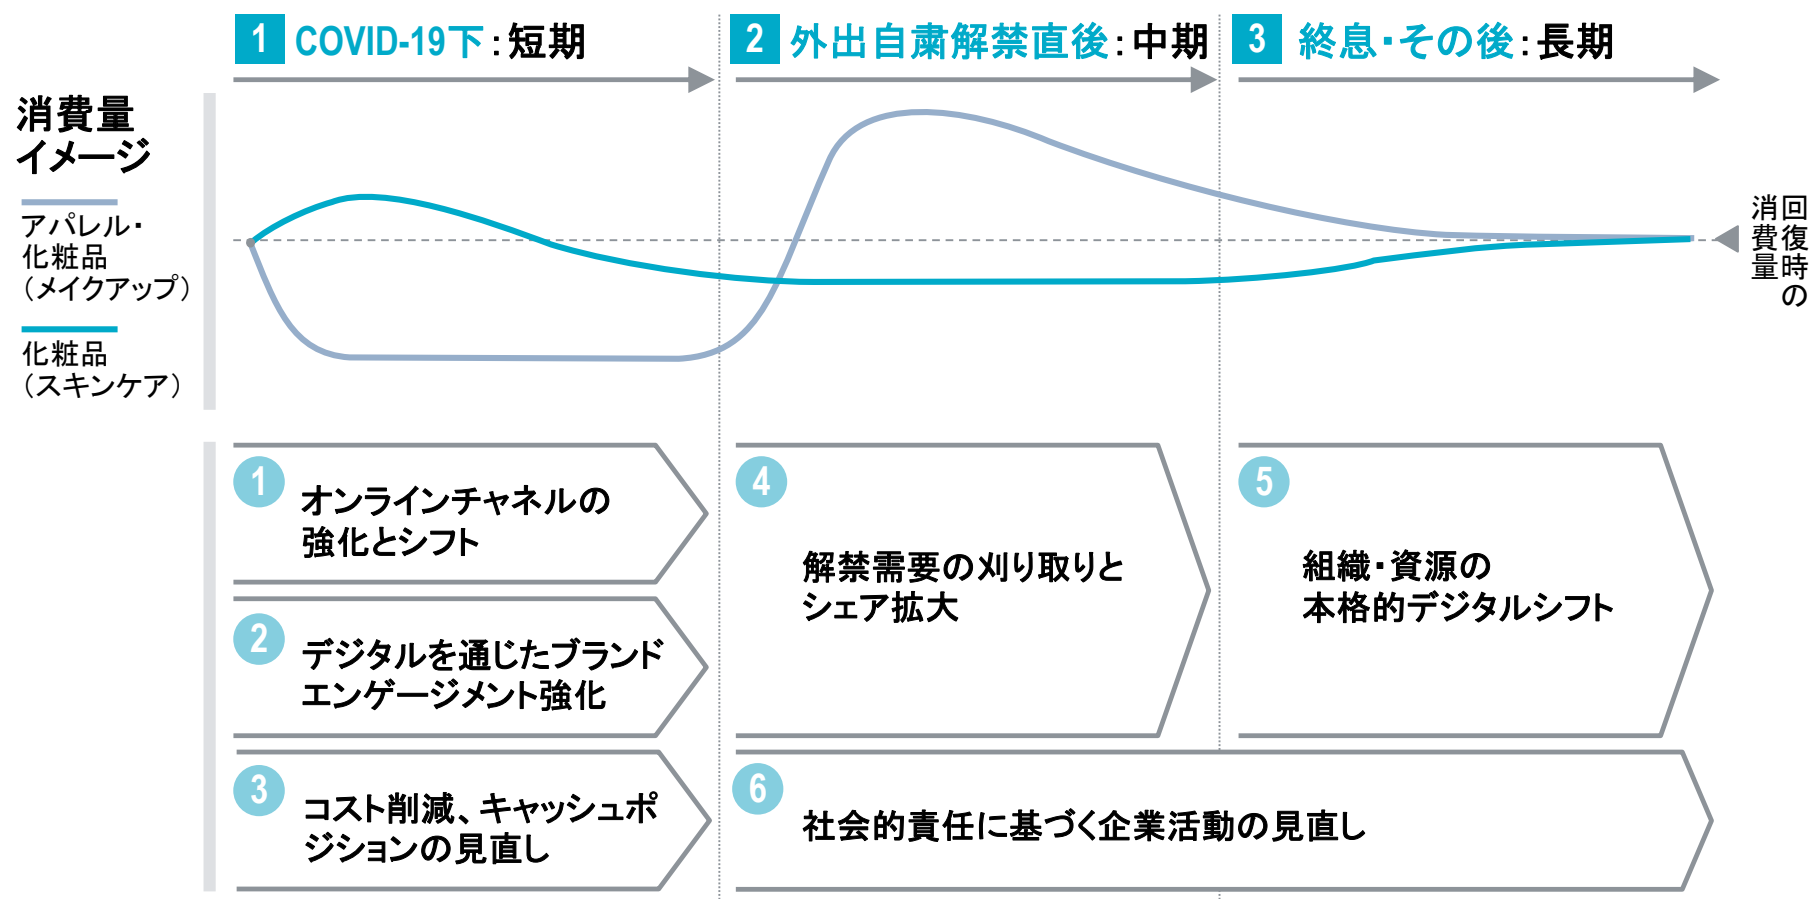 1 COVID-19下：短期
2 外出自粛解禁直後：中期
3 終息・その後：長期
消費量
イメージ
アパレル・
化粧品
（メイクアップ）
化粧品
（スキンケア）
回復時の
消費量
1
オンラインチャネルの
強化とシフト
2
デジタルを通じたブランド
エンゲージメント強化
3
コスト削減、キャッシュポ
ジションの見直し
4
解禁需要の刈り取りと
シェア拡大
5
組織・資源の
本格的デジタルシフト
6
社会的責任に基づく企業活動の見直し